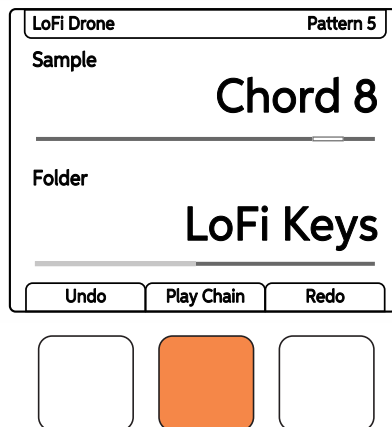 LoFi Drone Pattern 5
Sample
Chord 8
Folder
LoFi Keys
Undo Play Chain Redo